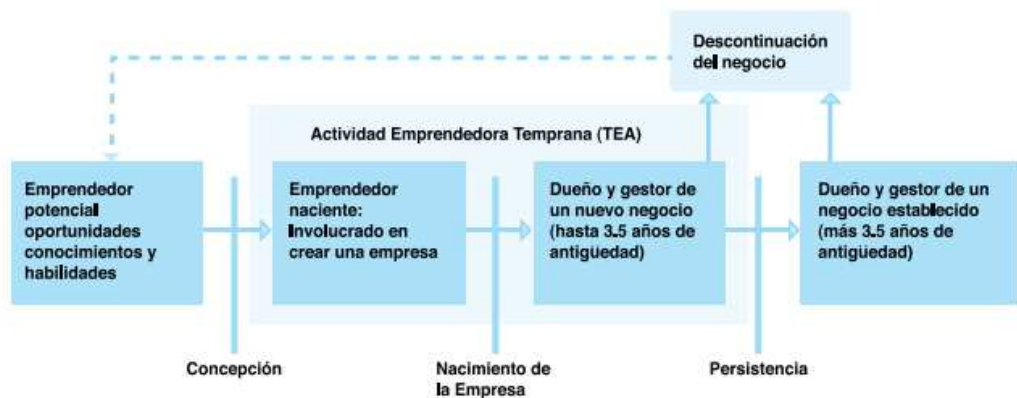 Descontinuación
del negocio
Actividad Emprendedora Temprana (TEA)
Emprendedor
potencial
oportunidades
conocimientos y
habilidades
Emprendedor
naciente:
Involucrado en
crear una empresa
Dueño y gestor de
un nuevo negocio
(hasta 3.5 años de
antigüedad)
Dueño y gestor de un
negocio establecido
(más 3.5 años de
antigüedad)
Concepción
Nacimiento de
la Empresa
Persistencia